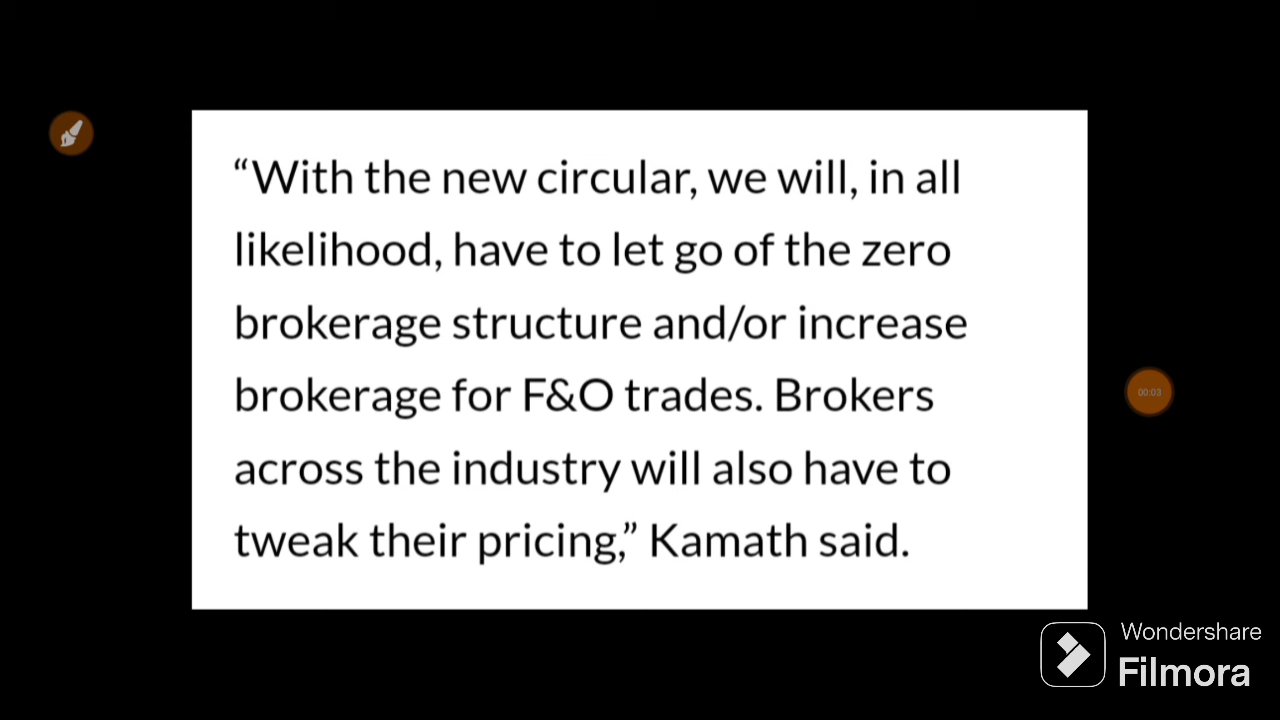 “With the new circular, we will, in all
likelihood, have to let go of the zero
brokerage structure and/or increase
brokerage for F&O trades. Brokers
across the industry will also have to
tweak their pricing,” Kamath said.
00:03
Wondershare
Filmora